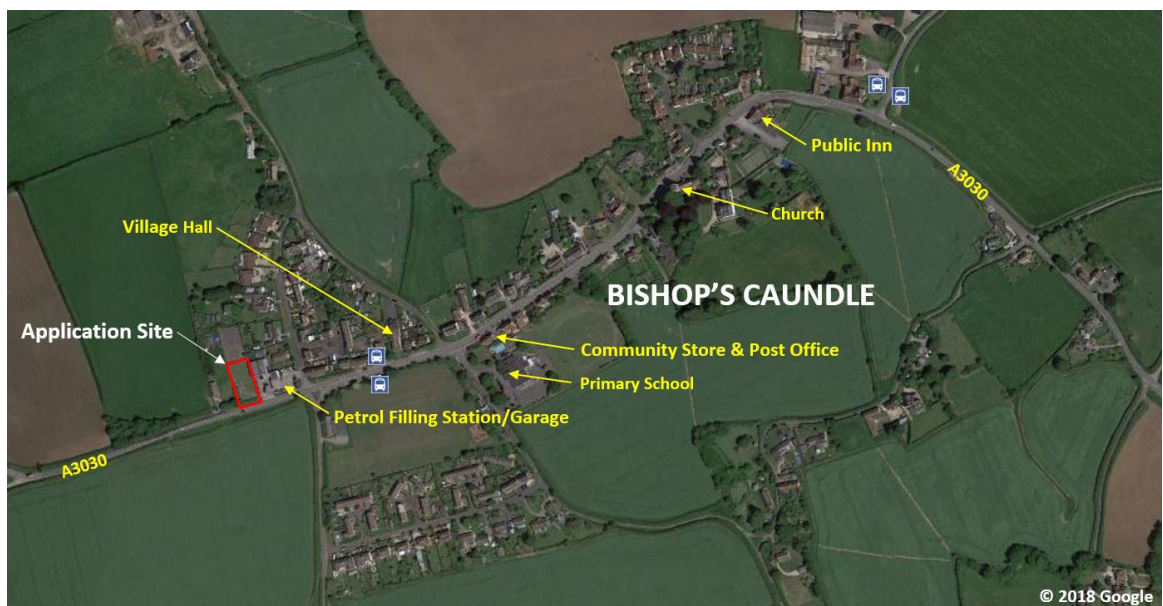 Public Inn
A3030
Church
Village Hall
BISHOP'S CAUNDLE
Application Site
Community Store & Post Office
Primary School
Petrol Filling Station/Garage
A3030
© 2018 Google